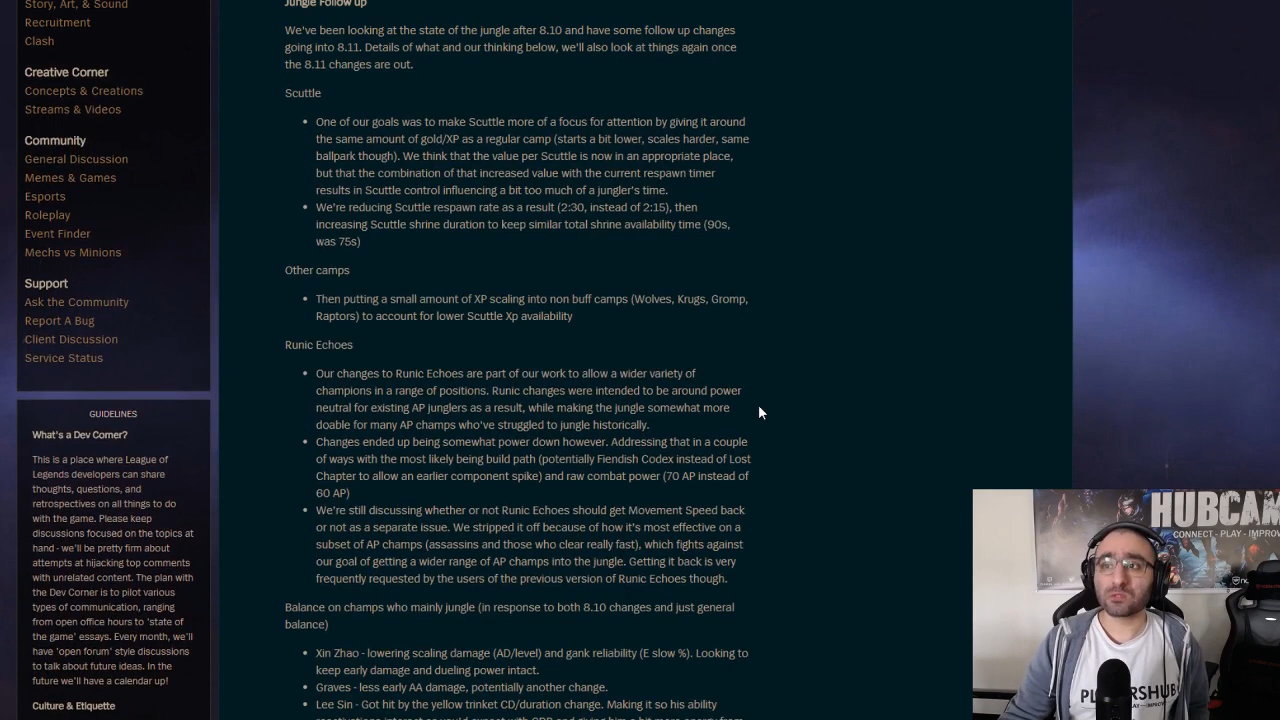 Story, Art, & Sound
Recruitment
Clash
Creative Corner
Concepts & Creations
Streams & Videos
Community
General Discussion
Memes & Games
Esports
Roleplay
Event Finder
Mechs vs Minions
Support
Ask the Community
Report A Bug
Client Discussion
Service Status
GUIDELINES
What's a Dev Corner?
This is a place where League of
Legends developers can share
thoughts, questions, and
retrospectives on all things to do
with the game. Please keep
discussions focused on the topics at
hand - we'll be pretty firm about
attempts at hijacking top comments
with unrelated content. The plan with
the Dev Corner is to pilot various
types of communication, ranging
from open office hours to 'state of
the game' essays. Every month, we'll
have 'open forum' style discussions
to talk about future ideas. In the
future we'll have a calendar up!
Culture & Etiquette
Jungle Follow up
We've been looking at the state of the jungle after 8.10 and have some follow up changes
going into 8.11. Details of what and our thinking below, we'll also look at things again once
the 8.11 changes are out.
Scuttle
• One of our goals was to make Scuttle more of a focus for attention by giving it around
the same amount of gold/XP as a regular camp (starts a bit lower, scales harder, same
ballpark though). We think that the value per Scuttle is now in an appropriate place,
but that the combination of that increased value with the current respawn timer
results in Scuttle control influencing a bit too much of a jungler's time.
• We're reducing Scuttle respawn rate as a result (2:30, instead of 2:15), then
increasing Scuttle shrine duration to keep similar total shrine availability time (90s,
was 75s)
Other camps
• Then putting a small amount of XP scaling into non buff camps (Wolves, Krugs, Gromp,
Raptors) to account for lower Scuttle Xp availability
Runic Echoes
• Our changes to Runic Echoes are part of our work to allow a wider variety of
champions in a range of positions. Runic changes were intended to be around power
neutral for existing AP junglers as a result, while making the jungle somewhat more
doable for many AP champs who've struggled to jungle historically.
• Changes ended up being somewhat power down however. Addressing that in a couple
of ways with the most likely being build path (potentially Fiendish Codex instead of Lost
Chapter to allow an earlier component spike) and raw combat power (70 AP instead of
60 AP)
• We're still discussing whether or not Runic Echoes should get Movement Speed back
or not as a separate issue. We stripped it off because of how it's most effective on a
subset of AP champs (assassins and those who clear really fast), which fights against
our goal of getting a wider range of AP champs into the jungle. Getting it back is very
frequently requested by the users of the previous version of Runic Echoes though.
Balance on champs who mainly jungle (in response to both 8.10 changes and just general
balance)
• Xin Zhao - lowering scaling damage (AD/level) and gank reliability (E slow %). Looking to
keep early damage and dueling power intact.
• Graves - less early AA damage, potentially another change.
• Lee Sin - Got hit by the yellow trinket CD/duration change. Making it so his ability
HUBCAM
CONNECT - PLAY - IMPROV